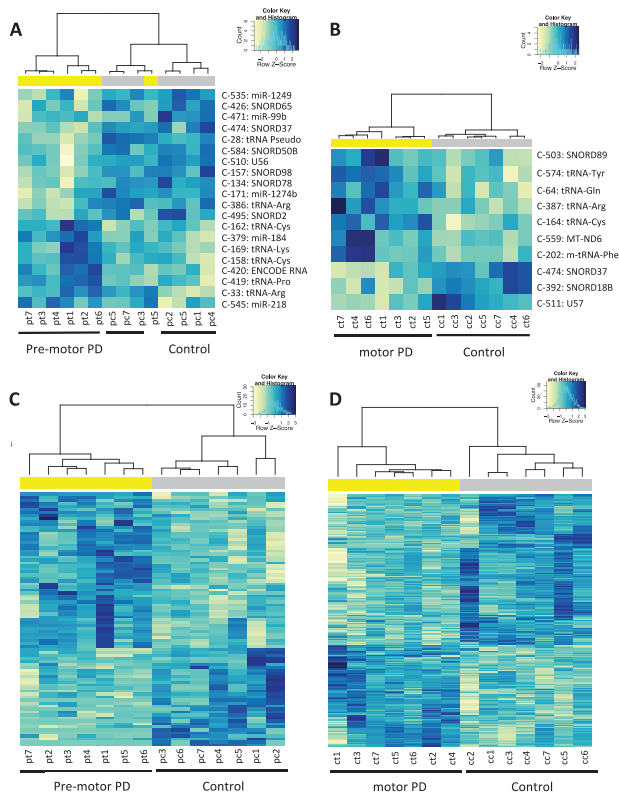 A
Color Key
and Histogram
Count
Row Z-Score
C-535: miR-1249
C-426: SNORD65
C-471: miR-99b
C-474: SNORD37
C-28: tRNA Pseudo
C-584: SNORD50B
C-510: U56
C-157: SNORD98
C-134: SNORD78
C-171: miR-1274b
C-386: tRNA-Arg
C-495: SNORD2
C-162: tRNA-Cys
C-379: miR-184
C-169: tRNA-Lys
C-158: tRNA-Cys
C-420: ENCODE RNA
C-419: tRNA-Pro
C-33: tRNA-Arg
C-545: miR-218
pt7 pt3 pt4 pt1 pt2 pt6 pc5 pc7 pc3 pt5 pc2 pc5 pc1 pc4
Pre-motor PD Control
B
Color Key
and Histogram
Count
Row Z-Score
C-503: SNORD89
C-574: tRNA-Tyr
C-64: tRNA-Gln
C-387: tRNA-Arg
C-164: tRNA-Cys
C-559: MT-ND6
C-202: m-tRNA-Phe
C-474: SNORD37
C-392: SNORD18B
C-511: U57
ct7 ct4 ct6 ct1 ct3 ct2 ct5 cc1 cc3 cc2 cc5 cc7 cc4 ct6
motor PD Control
C
Color Key
and Histogram
Count
Row Z-Score
pt7 pt2 pt3 pt4 pt1 pt5 pt6 pc3 pc6 pc7 pc4 pc5 pc1 pc2
Pre-motor PD Control
D
Color Key
and Histogram
Count
Row Z-Score
ct1 ct3 ct7 ct5 ct6 ct2 ct4 cc2 cc1 cc3 cc4 cc7 cc5 cc6
motor PD Control